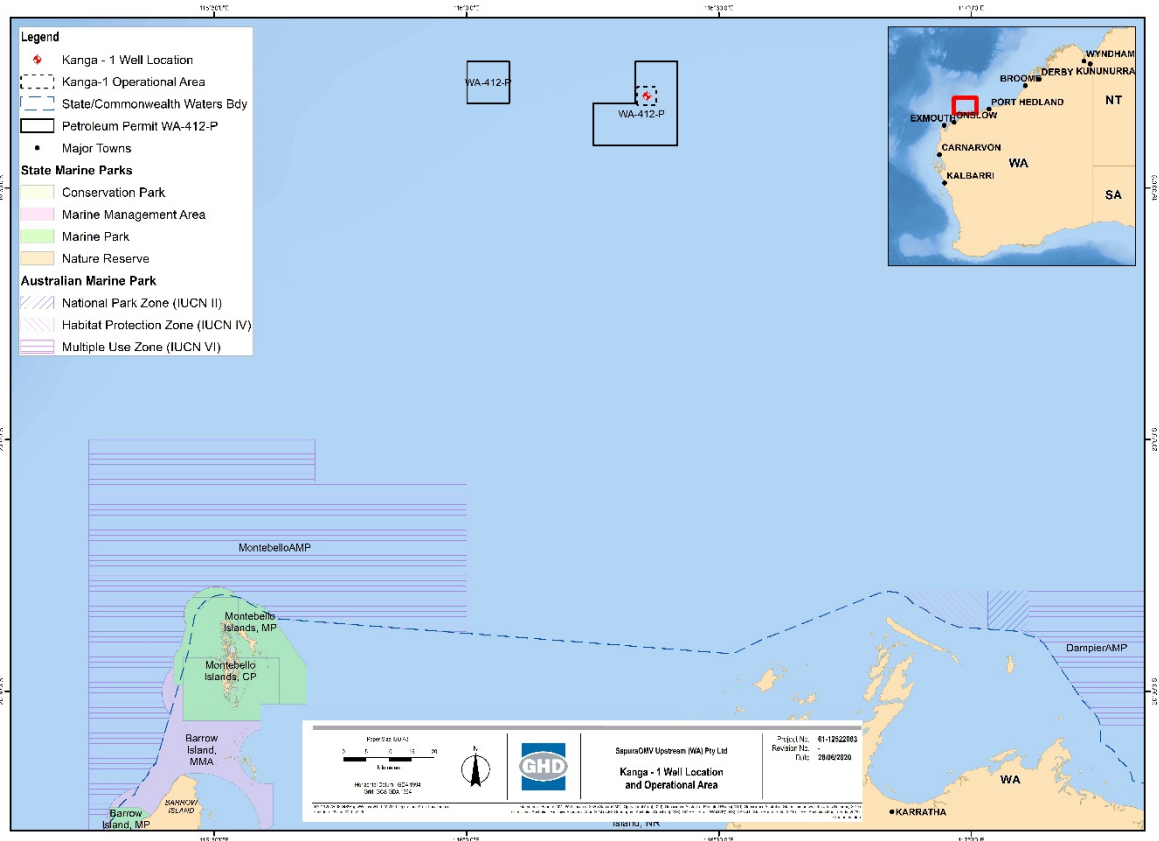 Legend
Kanga - 1 Well Location
Kanga-1 Operational Area
State/Commonwealth Waters Bdy
Petroleum Permit WA-412-P
Major Towns
State Marine Parks
Conservation Park
Marine Management Area
Marine Park
Nature Reserve
Australian Marine Park
National Park Zone (IUCN II)
Habitat Protection Zone (IUCN IV)
Multiple Use Zone (IUCN VI)
WA-412-P
WA-412-P
WYNDHAM
DERBY
KUNUNURRA
BROOME
PORT HEDLAND
NT
EXMOUTH
ONSLOW
CARNARVON
WA
KALBARRI
SA
MontebelloAMP
Montebello
Islands, MP
Montebello
Islands, CP
DampierAMP
Barrow
Island,
MMA
BARROW
ISLAND
Barrow
Island, MP
Island, NR
WA
KARRATHA
N
GHD
SapuraOMV Upstream (WA) Pty Ltd
Kanga - 1 Well Location
and Operational Area
Project No.
Revision No. -
Date